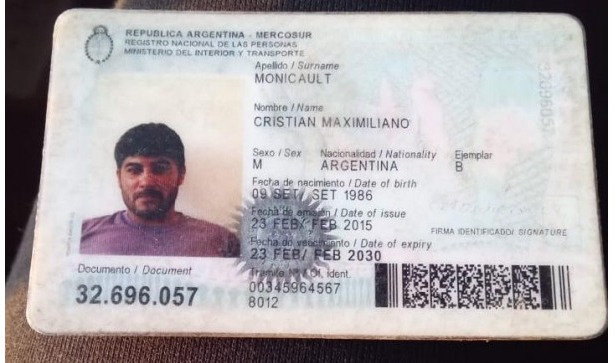 REPUBLICA ARGENTINA - MERCOSUR
REGISTRO NACIONAL DE LAS PERSONAS
MINISTERIO DEL INTERIOR Y TRANSPORTE
Apellido / Surname
MONICAULT
Nombre / Name
CRISTIAN MAXIMILIANO
Sexo / Sex Nacionalidad / Nationality Ejemplar
M ARGENTINA B
Fecha de nacimiento / Date of birth
09 SET/ SET 1986
Fecha de emisión / Date of issue
23 FEB/ FEB 2015
FIRMA IDENTIFICADO/ SIGNATURE
Fecha de vencimiento / Date of expiry
23 FEB/ FEB 2030
Documento / Document
Tramite Nº / Of. ident.
32.696.057
00345964567
8012